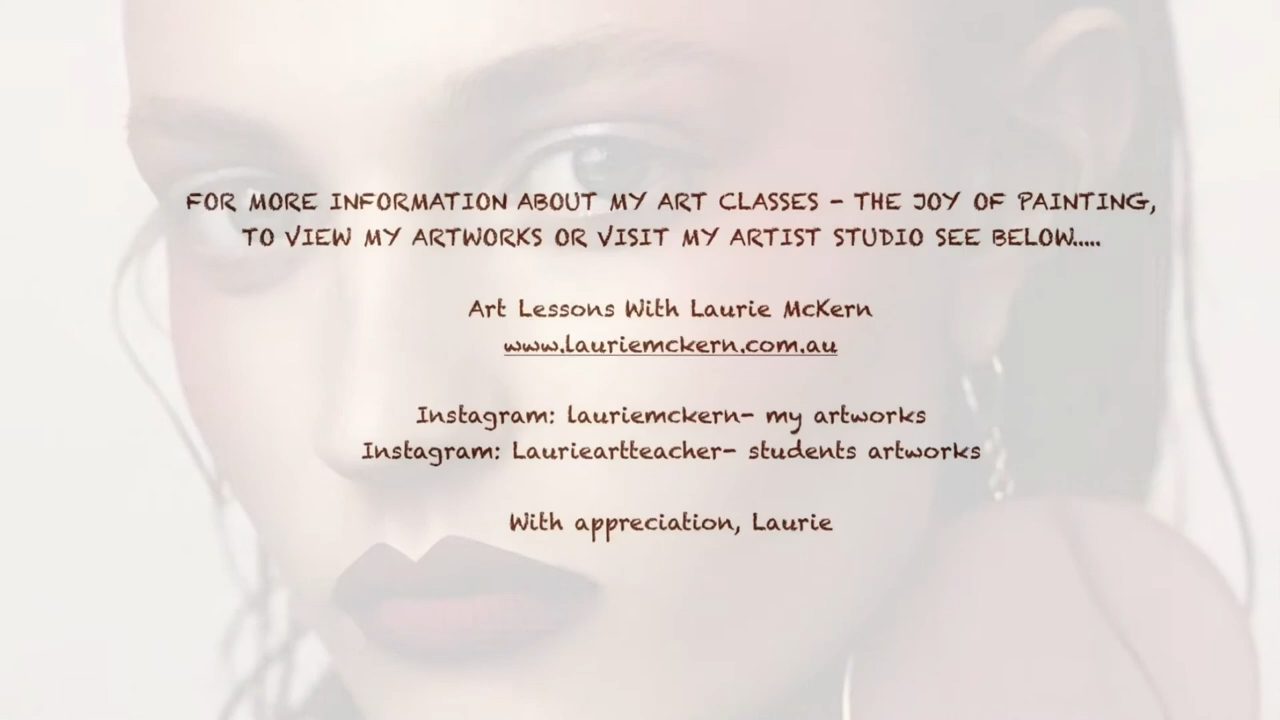 FOR MORE INFORMATION ABOUT MY ART CLASSES - THE JOY OF PAINTING,
TO VIEW MY ARTWORKS OR VISIT MY ARTIST STUDIO SEE BELOW.....
Art Lessons With Laurie McKern
www.lauriemckern.com.au
Instagram: lauriemckern- my artworks
Instagram: Laurieartteacher- students artworks
With appreciation, Laurie